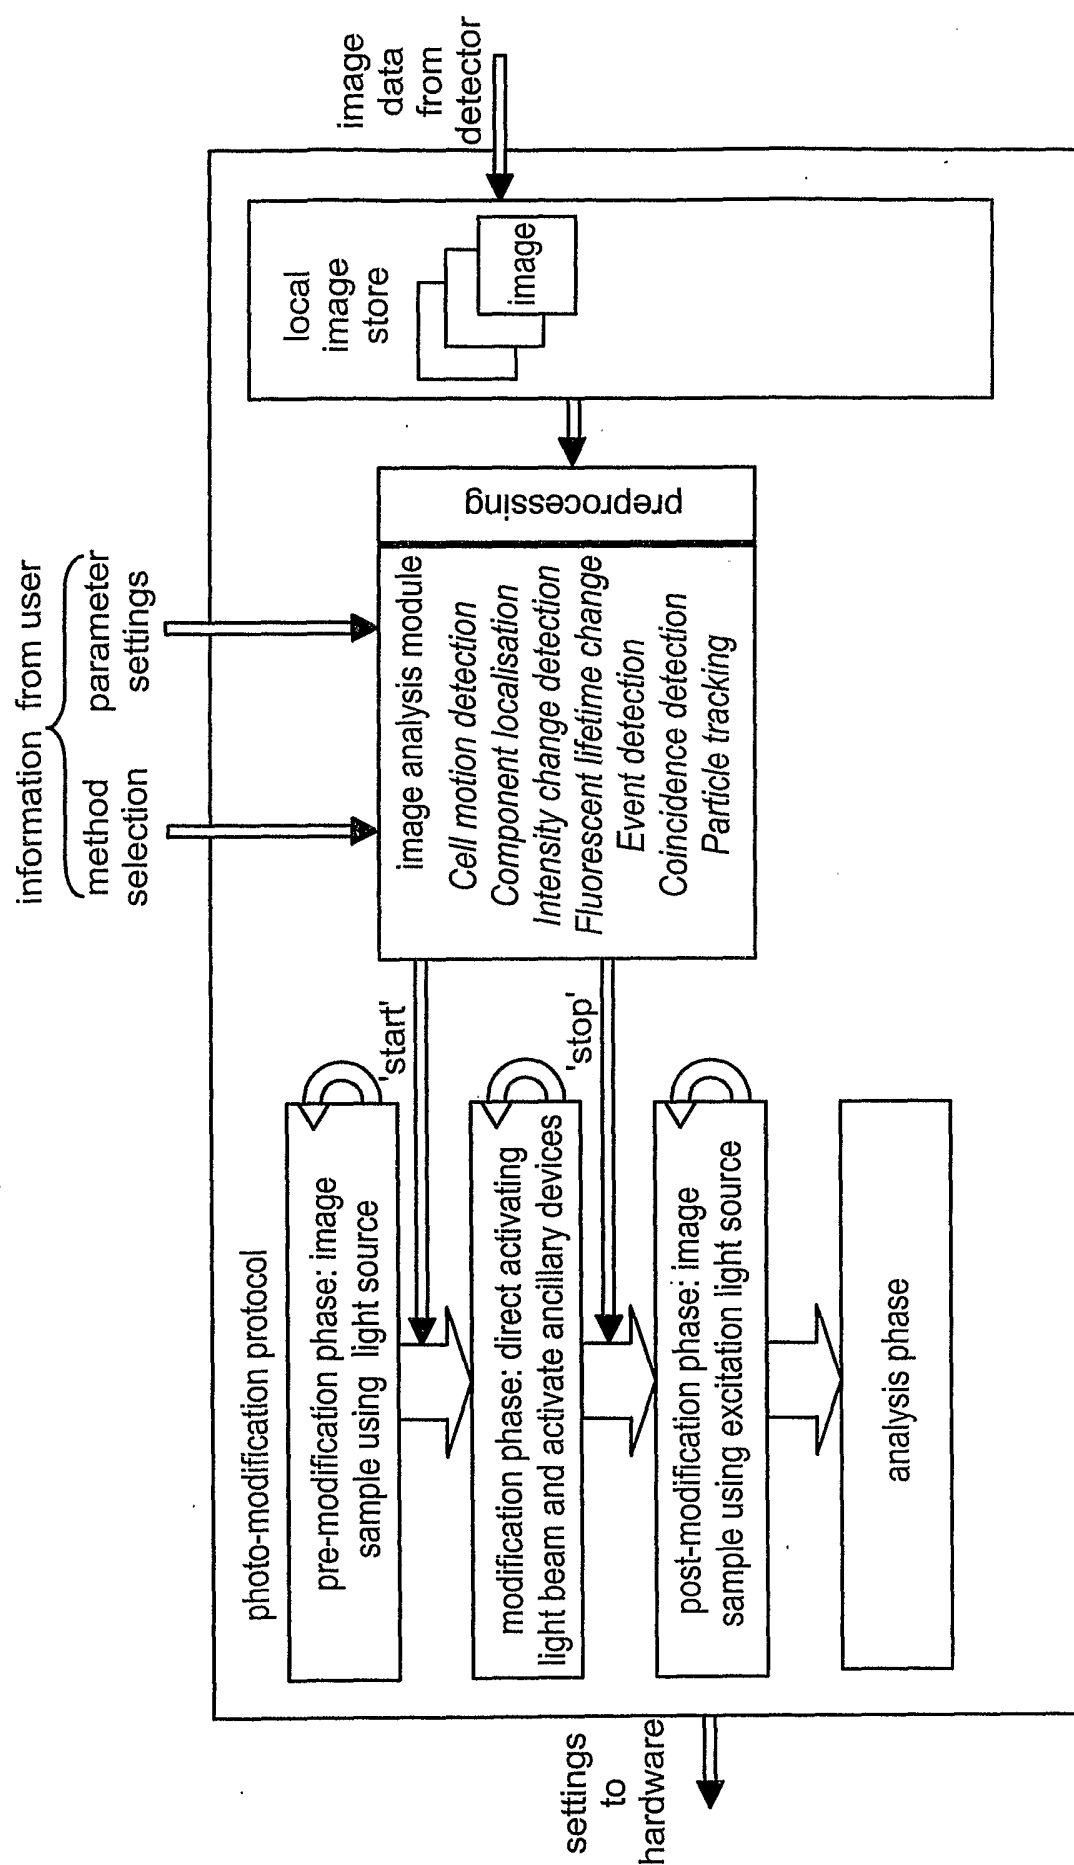 information from user
method
selection
parameter
settings
photo-modification protocol
pre-modification phase: image
sample using light source
'start'
modification phase: direct activating
light beam and activate ancillary devices
'stop'
post-modification phase: image
sample using excitation light source
analysis phase
settings
to
hardware
image analysis module
Cell motion detection
Component localisation
Intensity change detection
Fluorescent lifetime change
Event detection
Coincidence detection
Particle tracking
preprocessing
local
image
store
image
image
data
from
detector